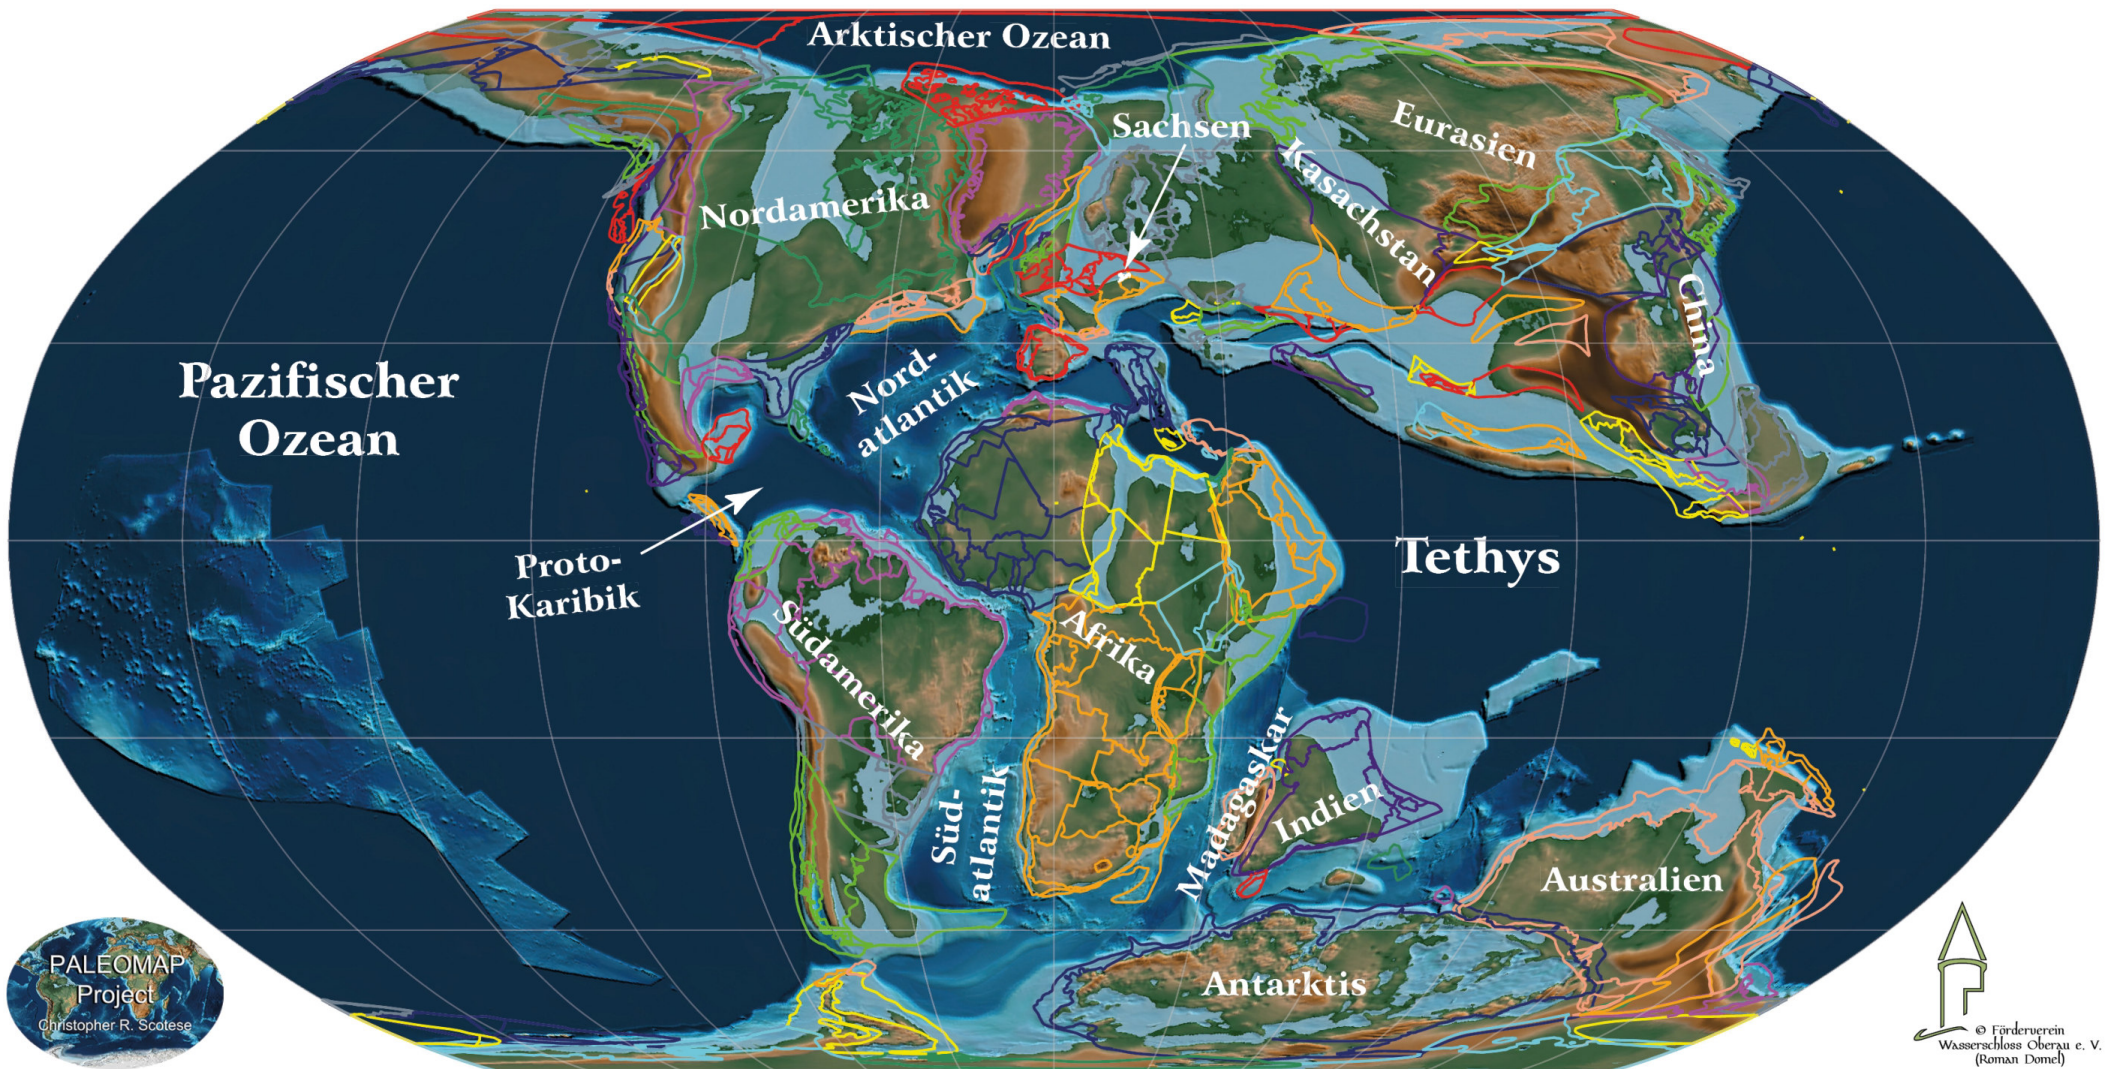 Arktischer Ozean
Sachsen
Eurasien
Kasachstan
Nordamerika
China
Pazifischer
Ozean
Nord-
atlantik
Proto-
Karibik
Tethys
Afrika
Südamerika
Süd-
atlantik
Madagaskar
Indien
Australien
Antarktis
PALEOMAP
Project
Christopher R. Scotese
© Förderverein
Wasserschloss Oberau e. V.
(Roman Domel)